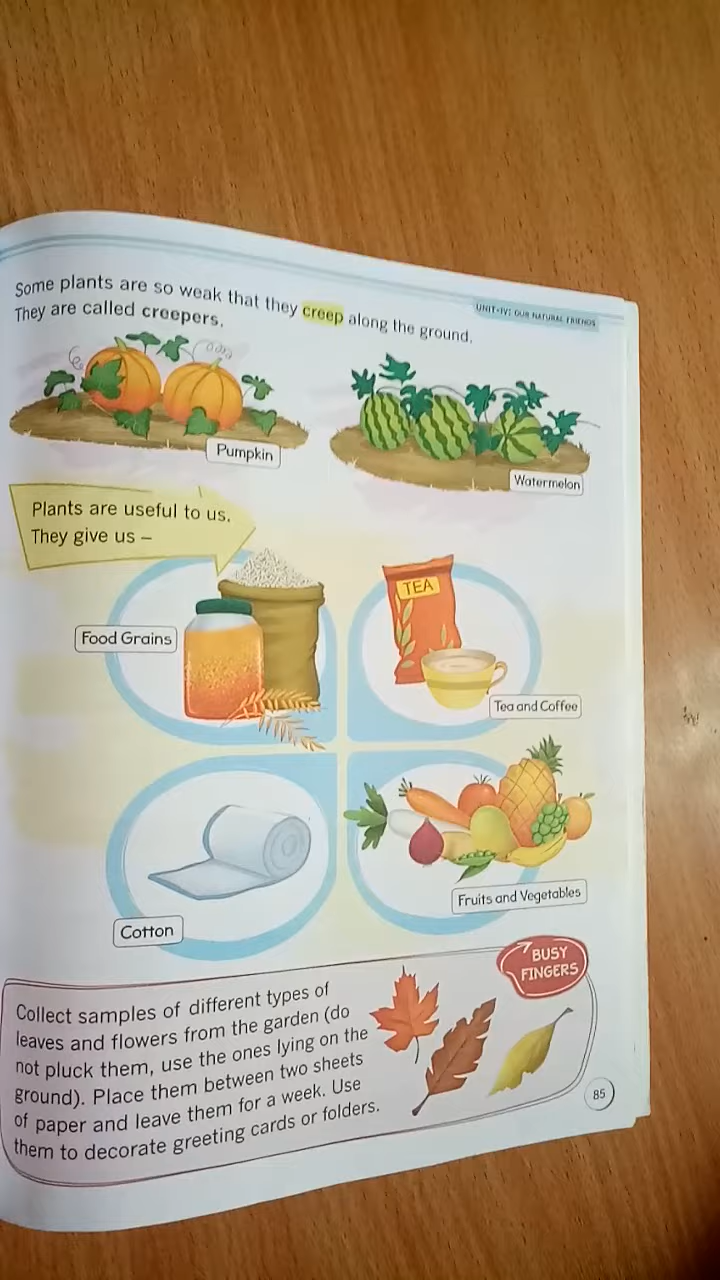 UNIT-IV: OUR NATURAL FRIENDS
Some plants are so weak that they creep along the ground.
They are called creepers.
Pumpkin
Watermelon
Plants are useful to us.
They give us –
TEA
Food Grains
Tea and Coffee
Cotton
Fruits and Vegetables
BUSY
FINGERS
Collect samples of different types of
leaves and flowers from the garden (do
not pluck them, use the ones lying on the
ground). Place them between two sheets
of paper and leave them for a week. Use
them to decorate greeting cards or folders.
85